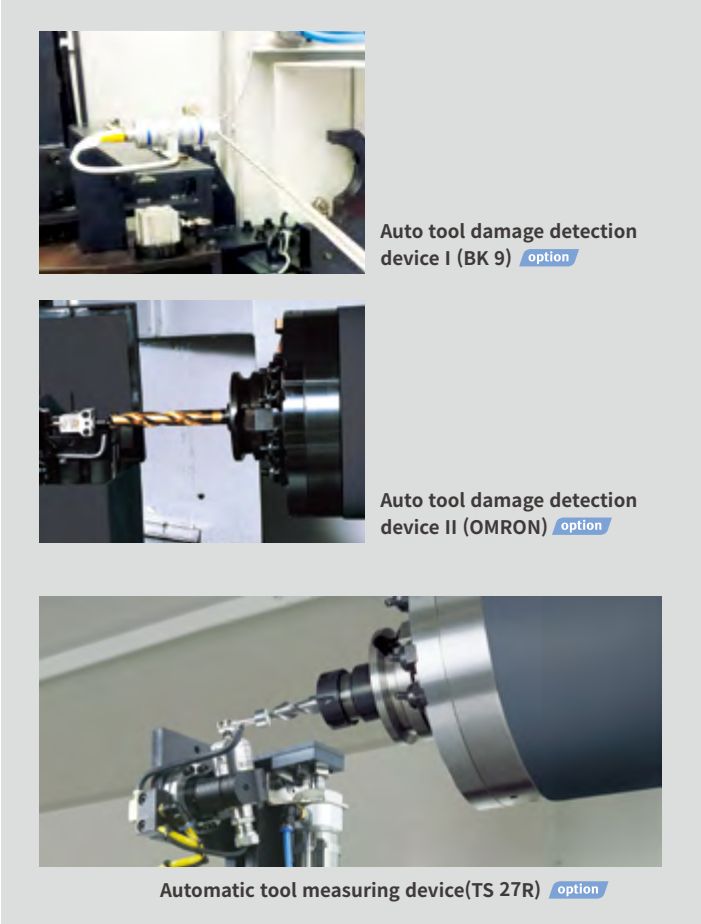 Auto tool damage detection
device I (BK 9) option
Auto tool damage detection
device II (OMRON) option
Automatic tool measuring device(TS 27R) option